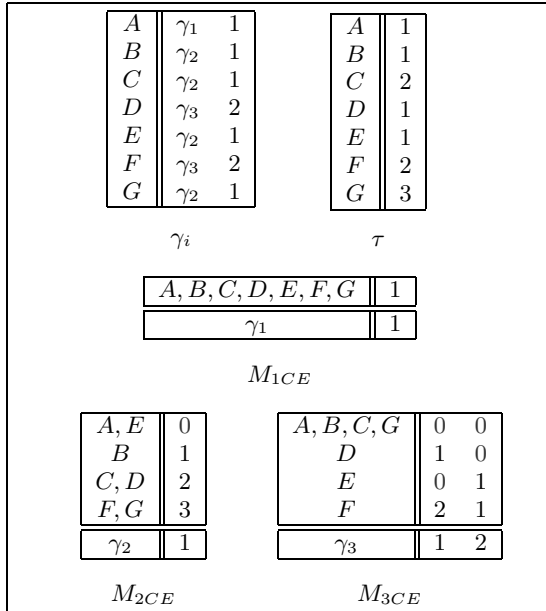 A γ₁ 1 A 1
B γ₂ 1 B 1
C γ₂ 1 C 2
D γ₃ 2 D 1
E γ₂ 1 E 1
F γ₃ 2 F 2
G γ₂ 1 G 3
γᵢ τ
A, B, C, D, E, F, G 1
γ₁ 1
M₁CE
A, E 0 A, B, C, G 0 0
B 1 D 1 0
C, D 2 E 0 1
F, G 3 F 2 1
γ₂ 1 γ₃ 1 2
M₂CE M₃CE